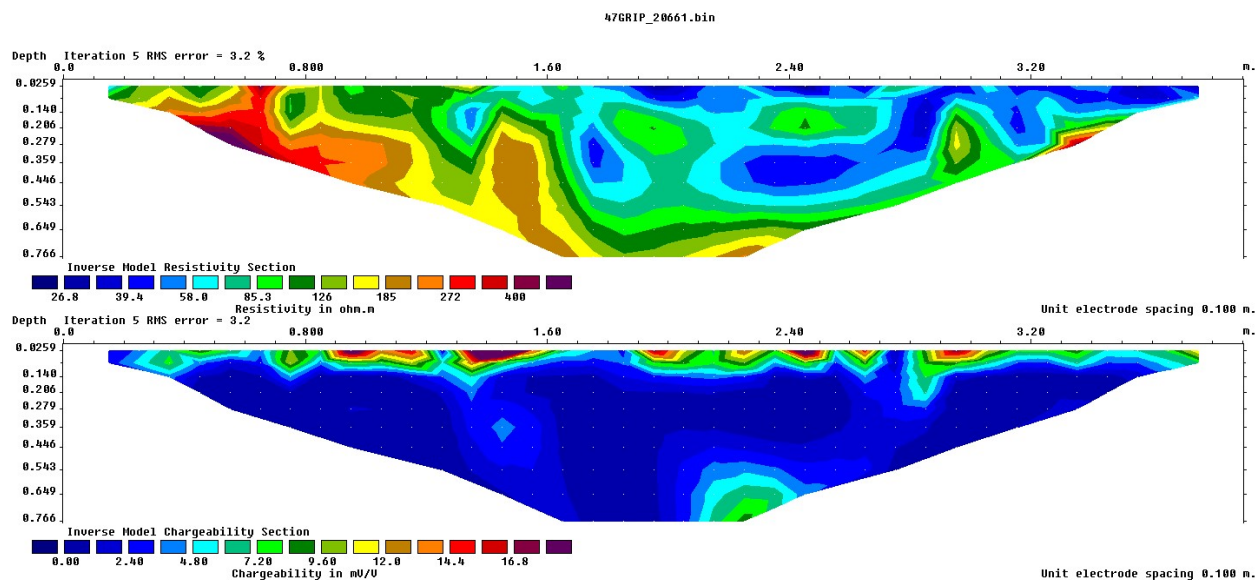 47GRIP_20661.bin
Depth Iteration 5 RMS error = 3.2 %
0.0 0.800 1.60 2.40 3.20 m.
0.0259
0.140
0.206
0.279
0.359
0.446
0.543
0.649
0.766
Inverse Model Resistivity Section
26.8 39.4 58.0 85.3 126 185 272 400
Resistivity in ohm.m
Unit electrode spacing 0.100 m.
Depth Iteration 5 RMS error = 3.2
0.0 0.800 1.60 2.40 3.20 m.
0.0259
0.140
0.206
0.279
0.359
0.446
0.543
0.649
0.766
Inverse Model Chargeability Section
0.00 2.40 4.80 7.20 9.60 12.0 14.4 16.8
Chargeability in mV/V
Unit electrode spacing 0.100 m.